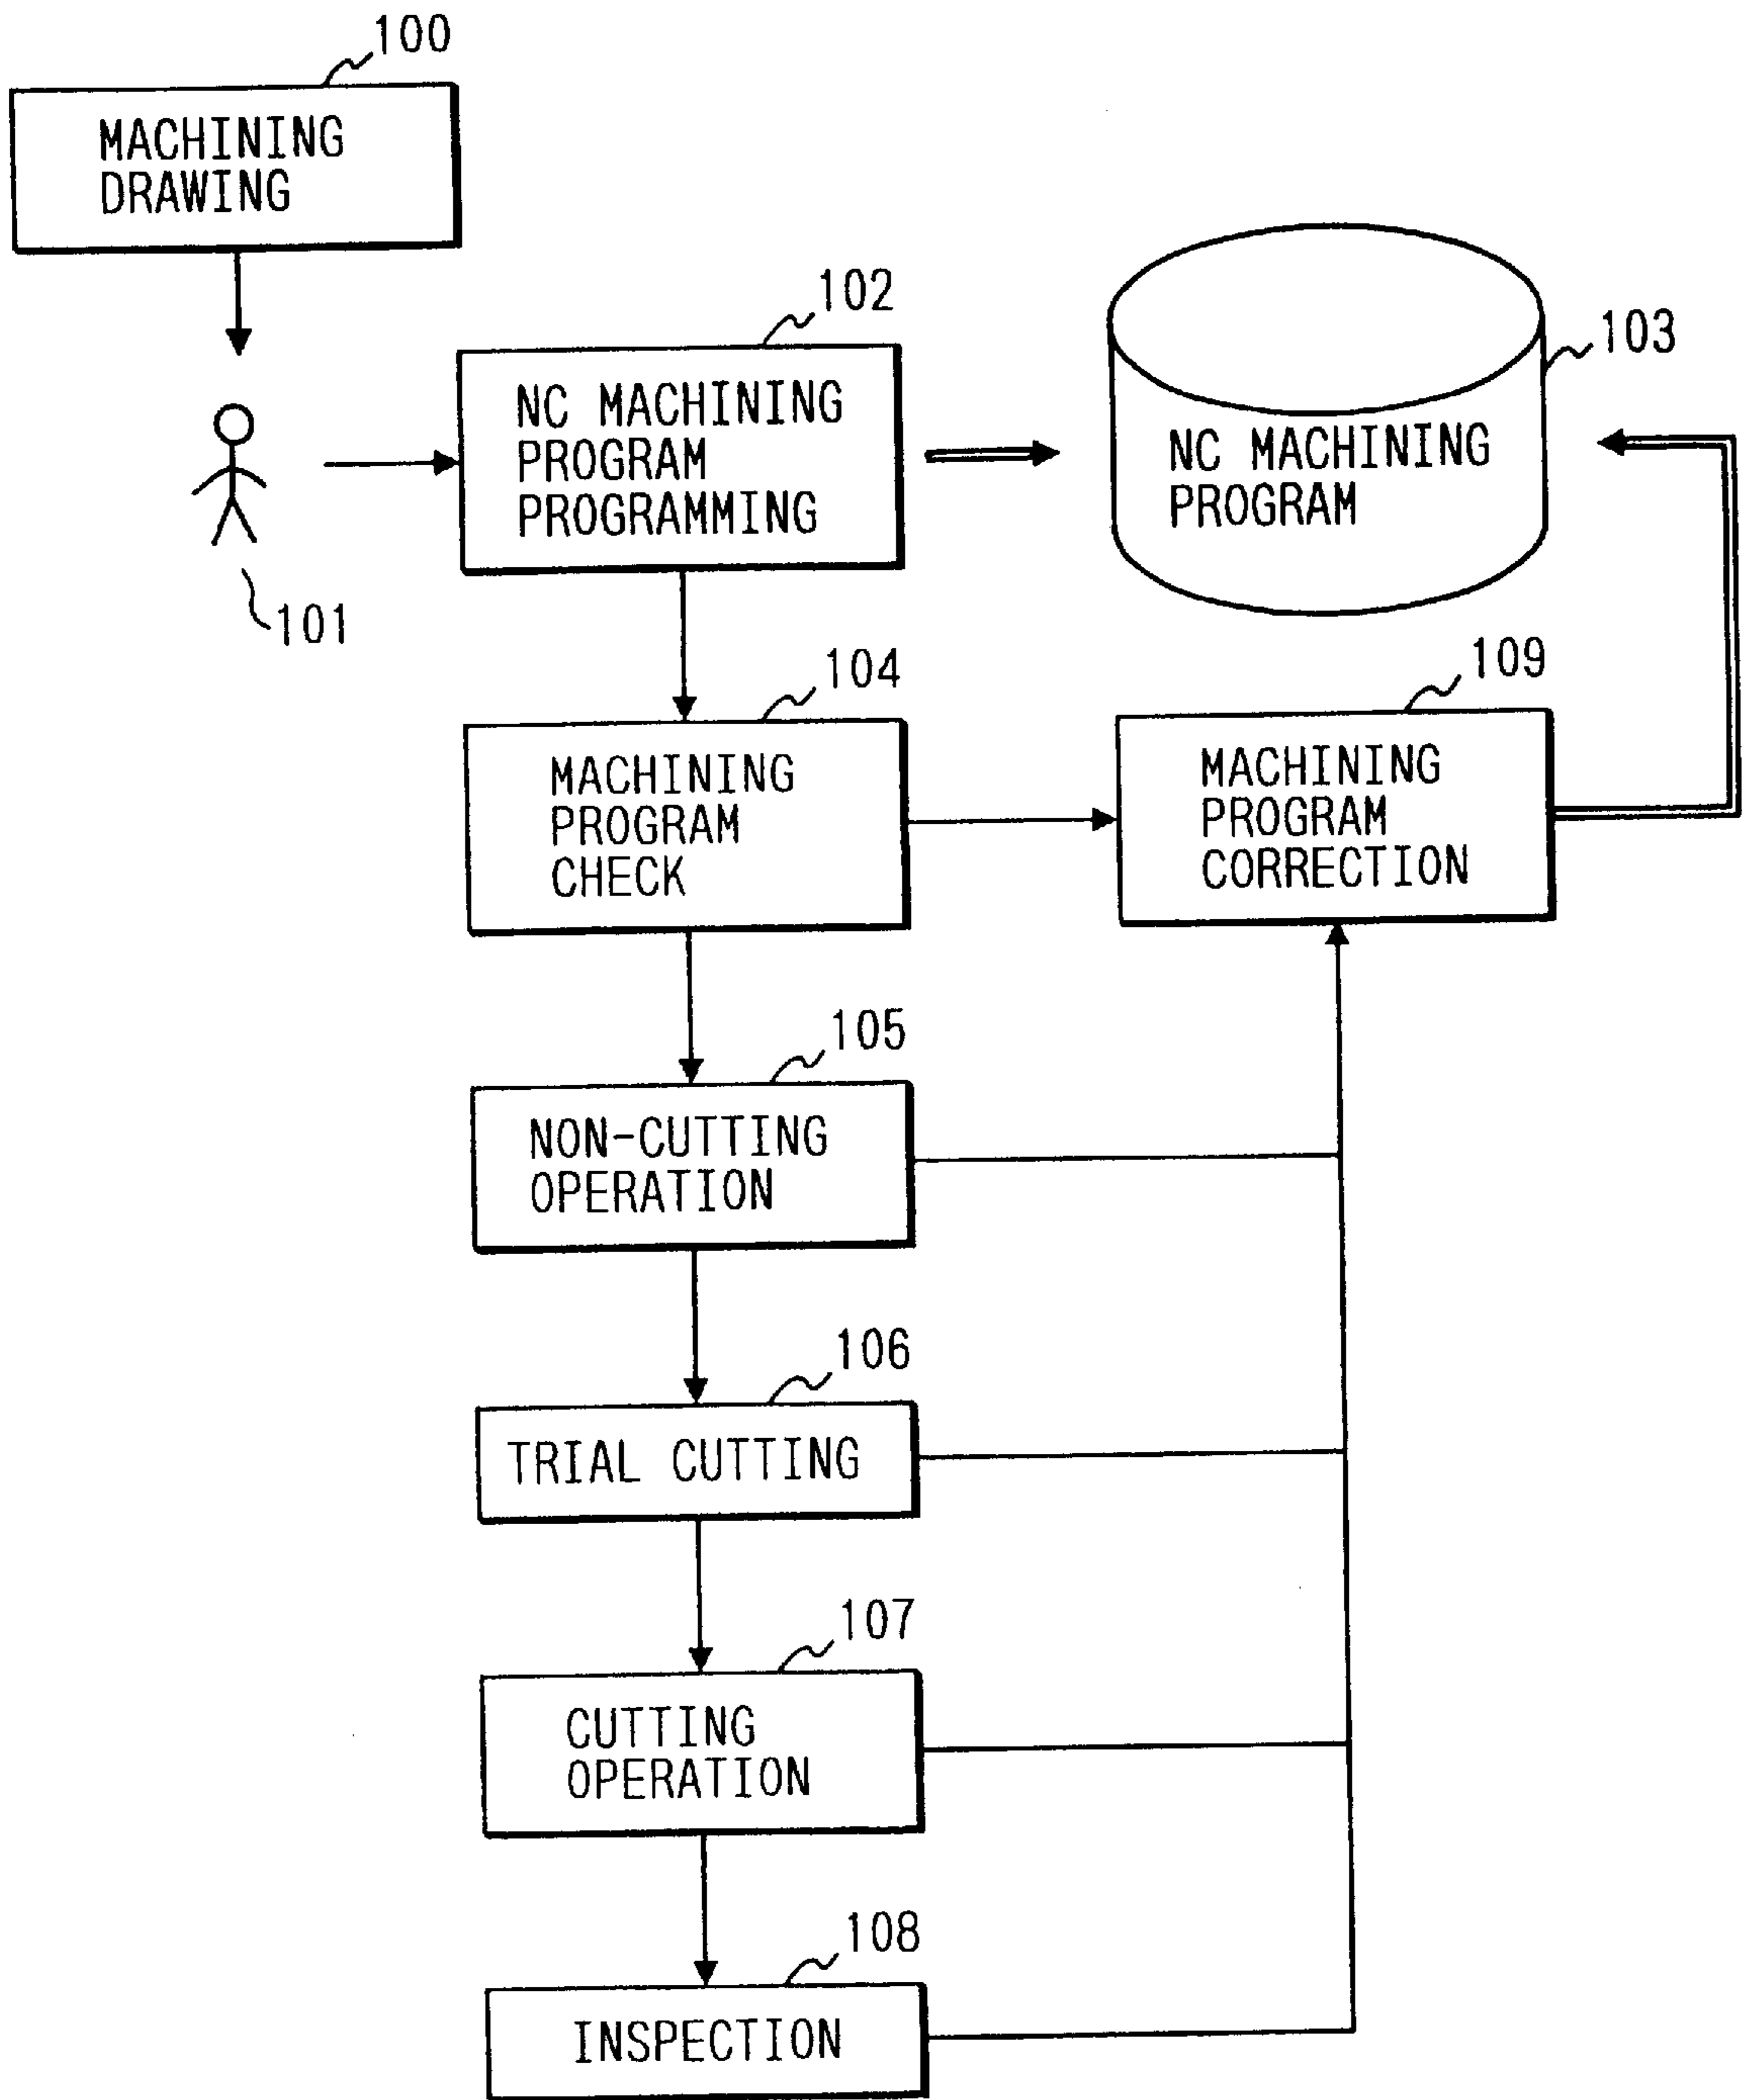 100
MACHINING
DRAWING
102
NC MACHINING
PROGRAM
PROGRAMMING
103
NC MACHINING
PROGRAM
101
104
MACHINING
PROGRAM
CHECK
109
MACHINING
PROGRAM
CORRECTION
105
NON-CUTTING
OPERATION
106
TRIAL CUTTING
107
CUTTING
OPERATION
108
INSPECTION